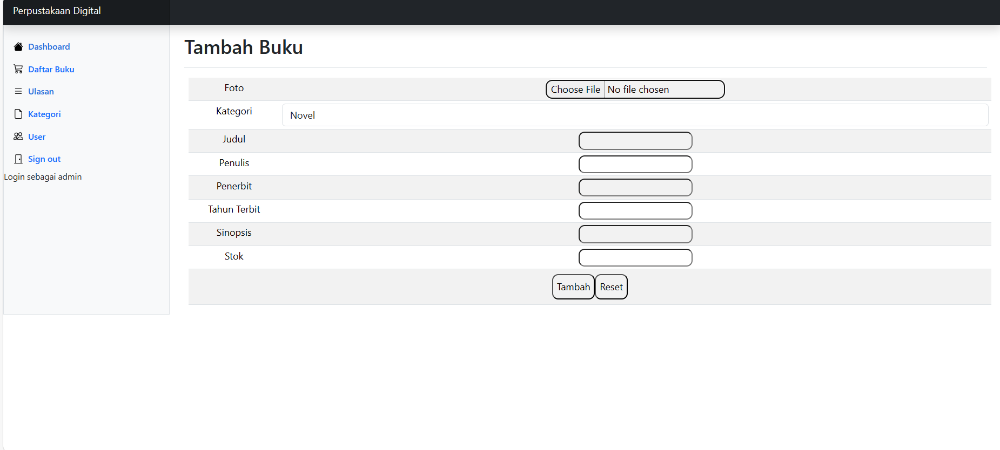 Perpustakaan Digital
Dashboard
Daftar Buku
Ulasan
Kategori
User
Sign out
Login sebagai admin
Tambah Buku
Foto Choose File No file chosen
Kategori Novel
Judul
Penulis
Penerbit
Tahun Terbit
Sinopsis
Stok
Tambah Reset